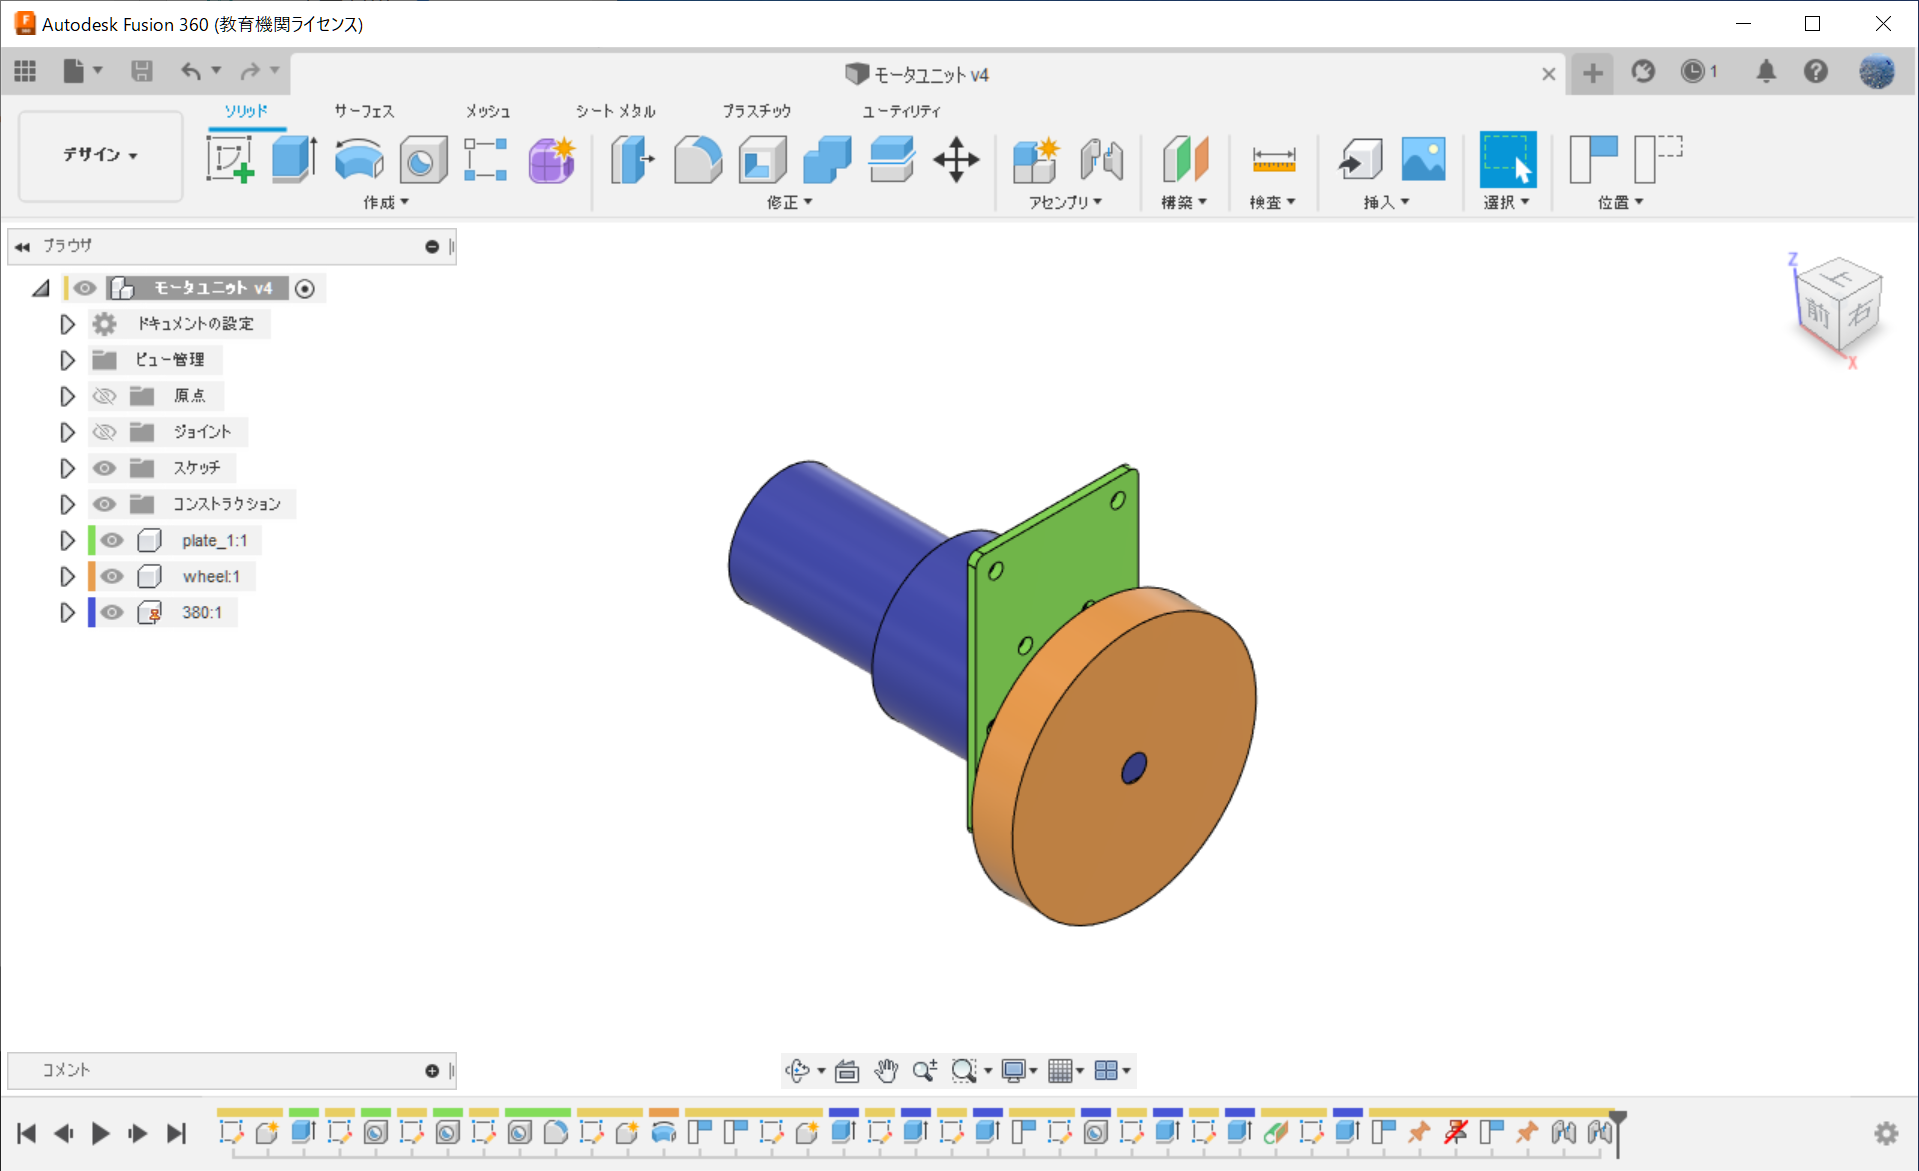 Autodesk Fusion 360 (教育機関ライセンス)
モータユニット v4
1
ソリッド サーフェス メッシュ シート メタル プラスチック ユーティリティ
デザイン
作成 修正 アセンブリ 構築 検査 挿入 選択 位置
ブラウザ
モータユニット v4
ドキュメントの設定
ビュー管理
原点
ジョイント
スケッチ
コンストラクション
plate_1:1
wheel:1
380:1
Z
上
前 右
X
コメント